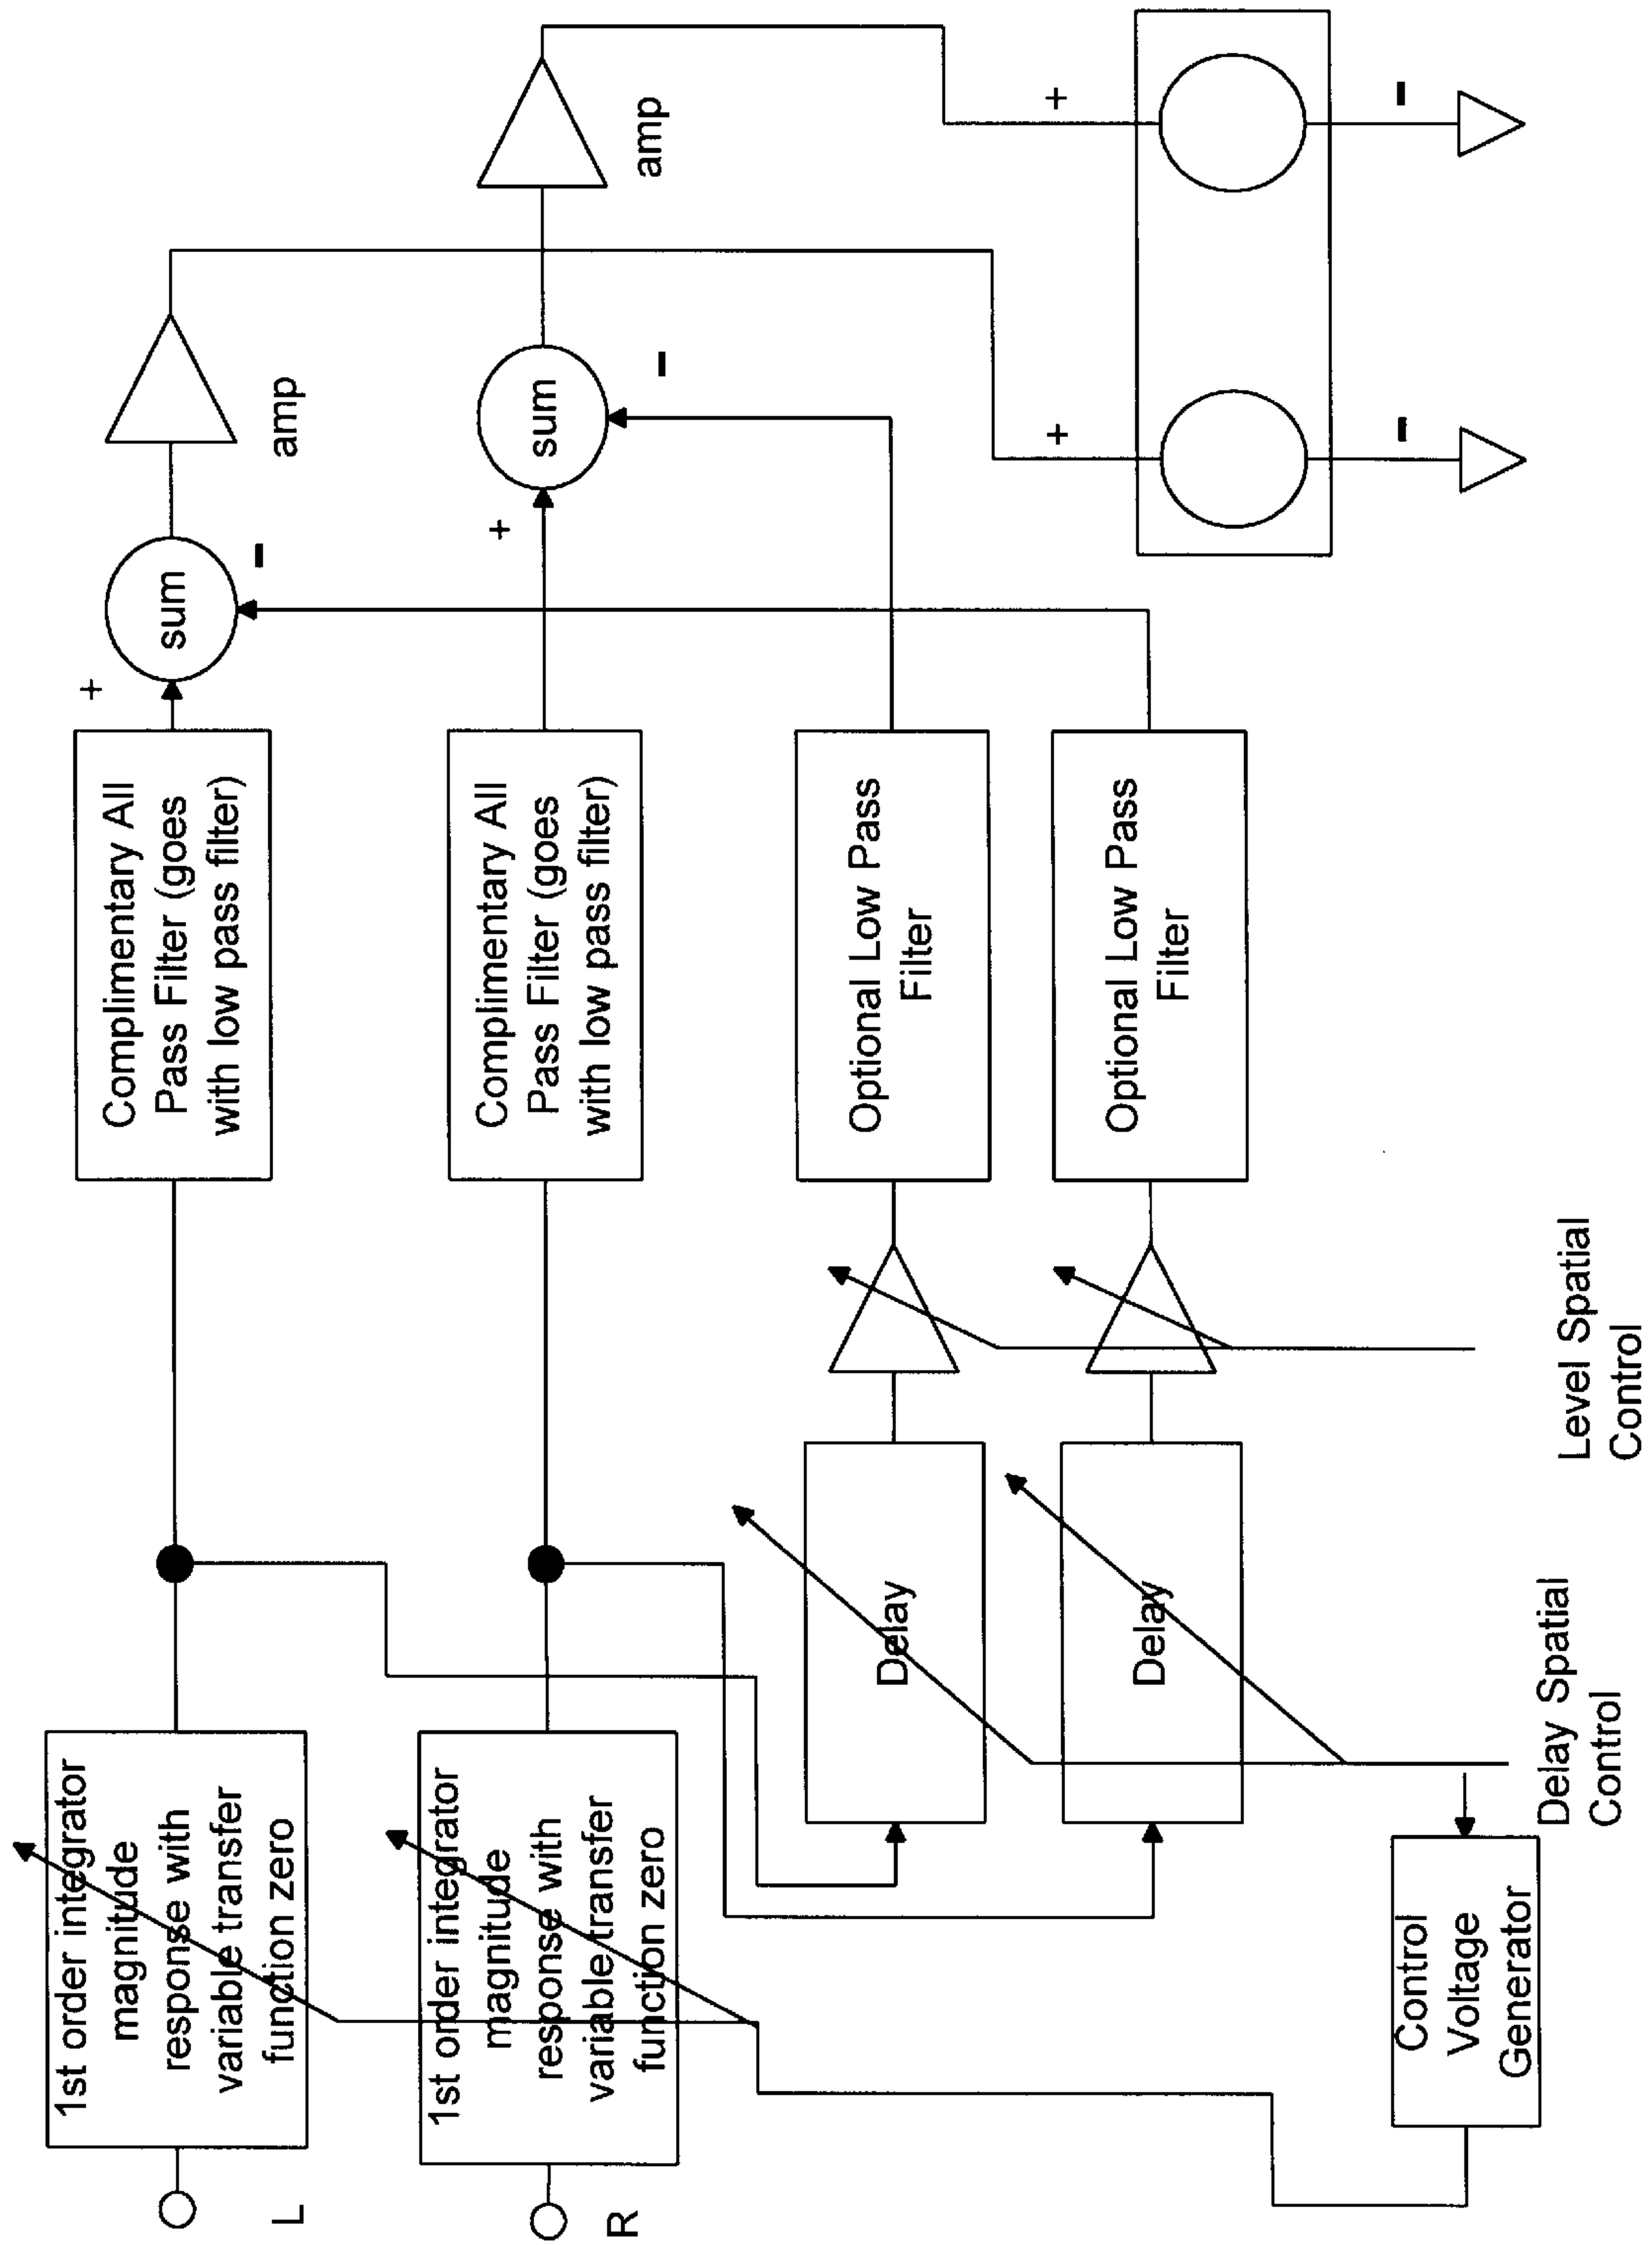 1st order integrator
magnitude
response with
variable transfer
function zero
L
Complimentary All
Pass Filter (goes
with low pass filter)
+
sum
-
amp
1st order integrator
magnitude
response with
variable transfer
function zero
R
Complimentary All
Pass Filter (goes
with low pass filter)
+
sum
-
amp
Delay
Optional Low Pass
Filter
Delay
Optional Low Pass
Filter
+
+
-
-
Control
Voltage
Generator
Delay Spatial
Control
Level Spatial
Control